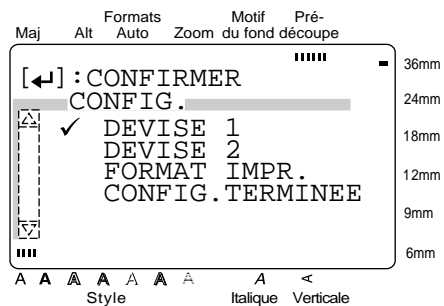 Formats Motif Pré-
Maj Alt Auto Zoom du fond découpe
[↵]:CONFIRMER
CONFIG.
✓ DEVISE 1
DEVISE 2
FORMAT IMPR.
CONFIG.TERMINEE
36mm
24mm
18mm
12mm
9mm
6mm
A A A A A A A A <
Style Italique Verticale